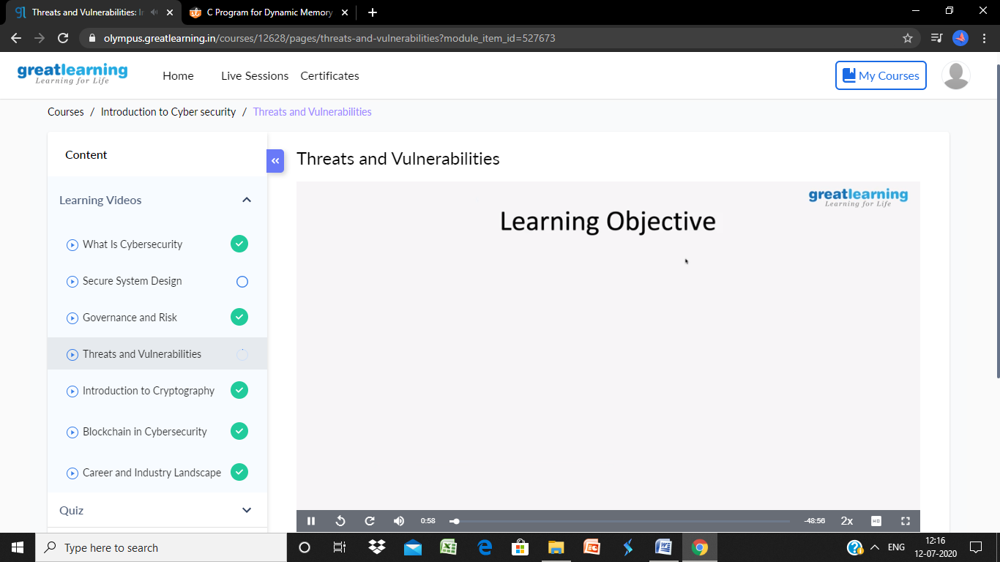 Threats and Vulnerabilities: I
C Program for Dynamic Memory
olympus.greatlearning.in/courses/12628/pages/threats-and-vulnerabilities?module_item_id=527673
greatlearning
Learning for Life
Home
Live Sessions
Certificates
My Courses
Courses / Introduction to Cyber security / Threats and Vulnerabilities
Content
Learning Videos
What Is Cybersecurity
Secure System Design
Governance and Risk
Threats and Vulnerabilities
Introduction to Cryptography
Blockchain in Cybersecurity
Career and Industry Landscape
Quiz
Threats and Vulnerabilities
greatlearning
Learning for Life
Learning Objective
0:58
-48:56
2x
HD
Type here to search
ENG
12:16
12-07-2020